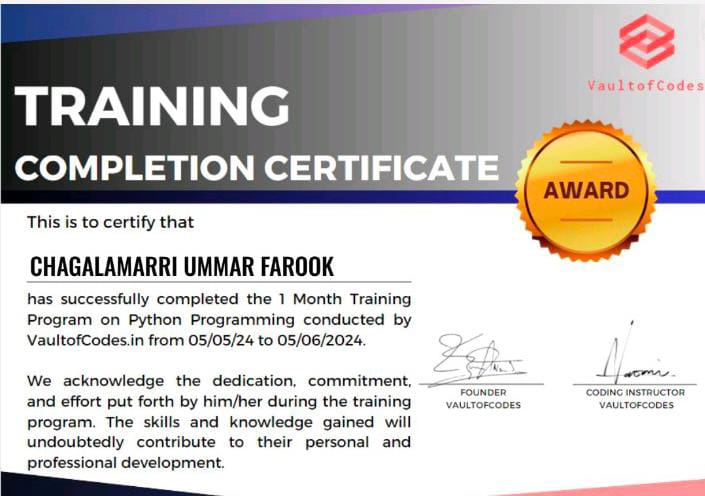 VaultofCodes
TRAINING
COMPLETION CERTIFICATE
AWARD
This is to certify that
CHAGALAMARRI UMMAR FAROOK
has successfully completed the 1 Month Training
Program on Python Programming conducted by
VaultofCodes.in from 05/05/24 to 05/06/2024.
We acknowledge the dedication, commitment,
and effort put forth by him/her during the training
program. The skills and knowledge gained will
undoubtedly contribute to their personal and
professional development.
FOUNDER
VAULTOFCODES
CODING INSTRUCTOR
VAULTOFCODES